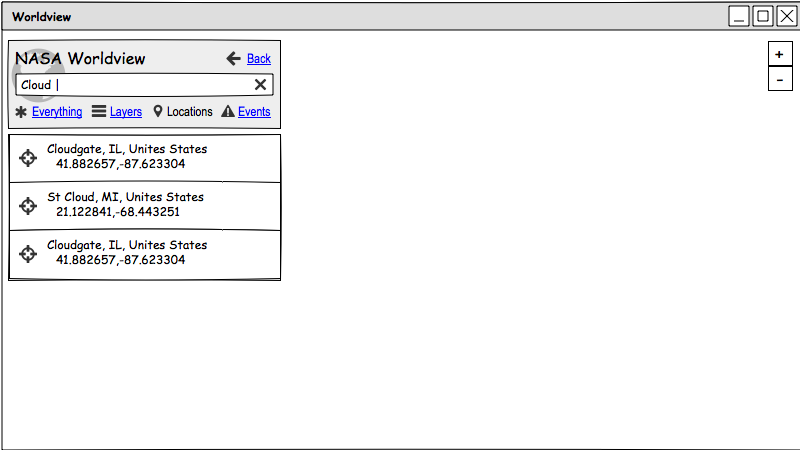 Worldview
NASA Worldview
Back
Cloud
Everything
Layers
Locations
Events
Cloudgate, IL, Unites States
41.882657,-87.623304
St Cloud, MI, Unites States
21.122841,-68.443251
Cloudgate, IL, Unites States
41.882657,-87.623304
+
-